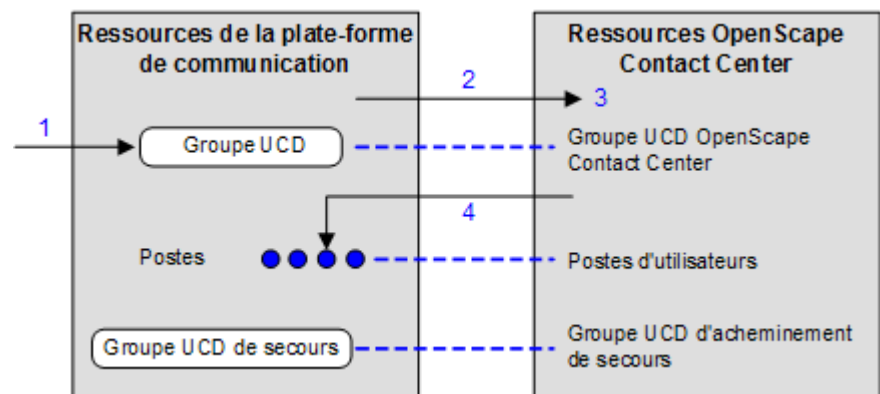 Ressources de la plate-forme
de communication
Ressources OpenScape
Contact Center
1
2
3
Groupe UCD
Groupe UCD OpenScape
Contact Center
4
Postes
Postes d'utilisateurs
Groupe UCD de secours
Groupe UCD d'acheminement
de secours